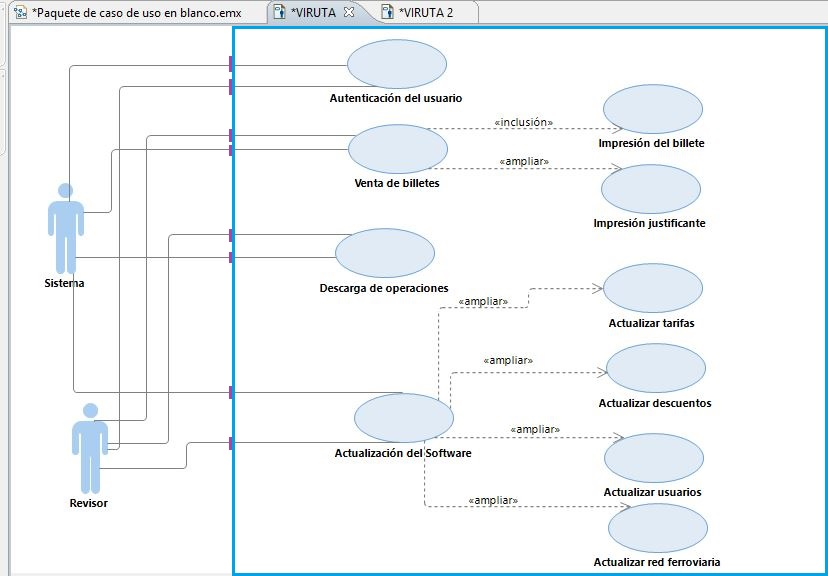 *Paquete de caso de uso en blanco.emx
*VIRUTA
*VIRUTA 2
Autenticación del usuario
«inclusión»
Impresión del billete
«ampliar»
Venta de billetes
Impresión justificante
Sistema
Descarga de operaciones
«ampliar»
Actualizar tarifas
«ampliar»
Actualizar descuentos
«ampliar»
Actualización del Software
Actualizar usuarios
«ampliar»
Revisor
Actualizar red ferroviaria